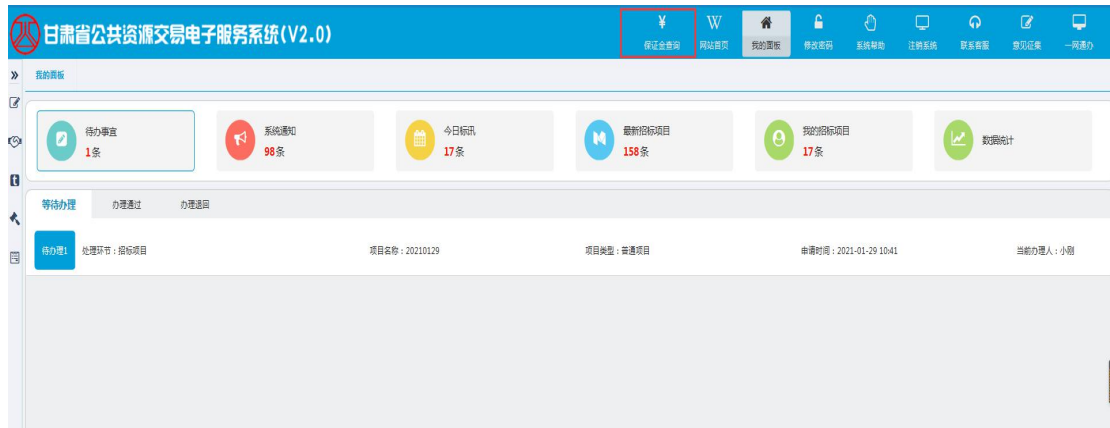 甘肃省公共资源交易电子服务系统(V2.0)
¥ W
保证金查询 网站首页 我的面板 修改密码 系统帮助 注销系统 联系客服 意见征集 一网通办
» 我的面板
待办事宜 系统通知 今日标讯 最新招标项目 我的招标项目 数据统计
1条 98条 17条 158条 17条
等待办理 办理通过 办理退回
待办理1 处理环节：招标项目 项目名称：20210129 项目类型：普通项目 申请时间：2021-01-29 10:41 当前办理人：小刚